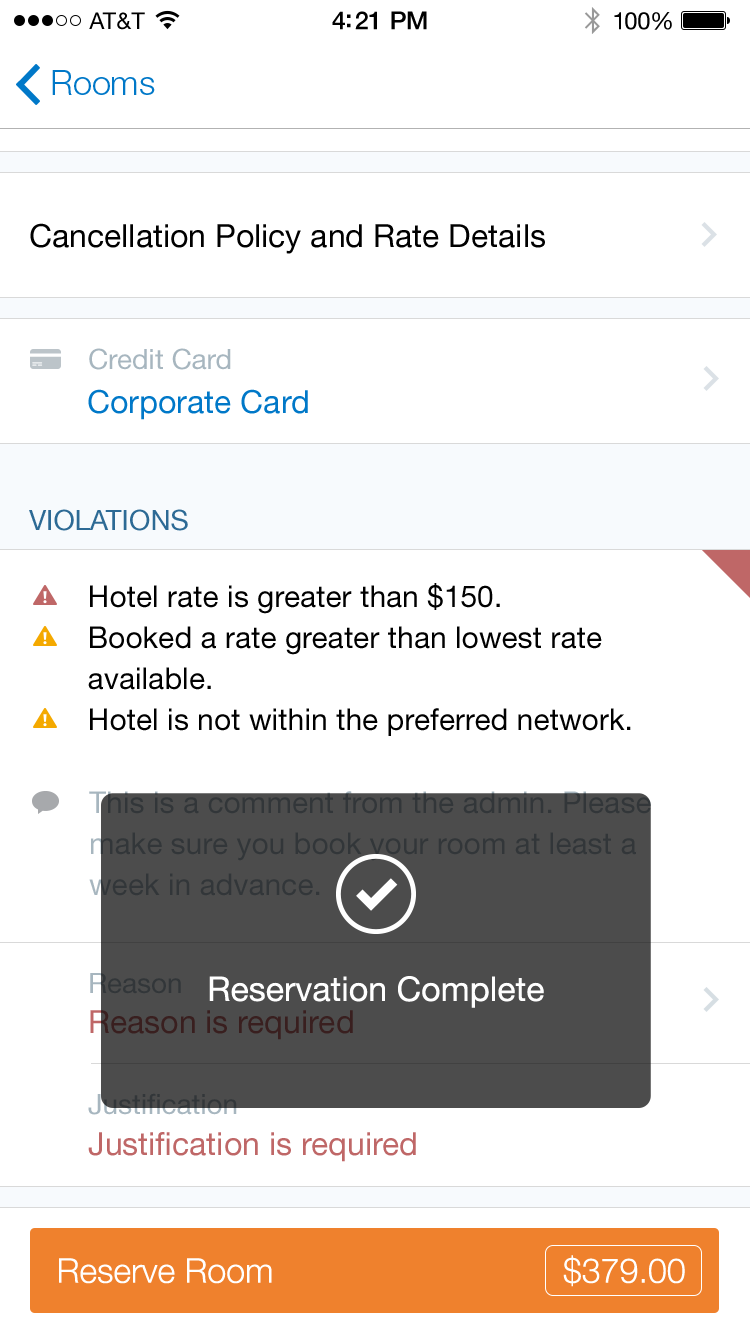 AT&T 4:21 PM 100%
Rooms
Cancellation Policy and Rate Details
Credit Card
Corporate Card
VIOLATIONS
Hotel rate is greater than $150.
Booked a rate greater than lowest rate
available.
Hotel is not within the preferred network.
This is a comment from the admin. Please
make sure you book your room at least a
week in advance.
Reason
Reservation Complete
Reason is required
Justification
Justification is required
Reserve Room $379.00